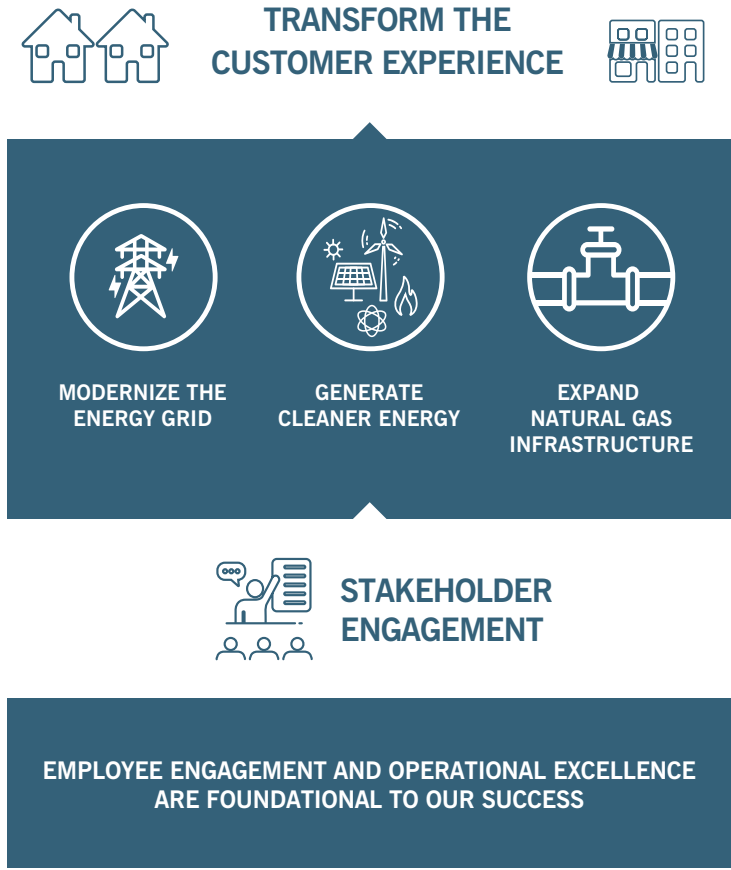 TRANSFORM THE
CUSTOMER EXPERIENCE
MODERNIZE THE
ENERGY GRID
GENERATE
CLEANER ENERGY
EXPAND
NATURAL GAS
INFRASTRUCTURE
STAKEHOLDER
ENGAGEMENT
EMPLOYEE ENGAGEMENT AND OPERATIONAL EXCELLENCE
ARE FOUNDATIONAL TO OUR SUCCESS